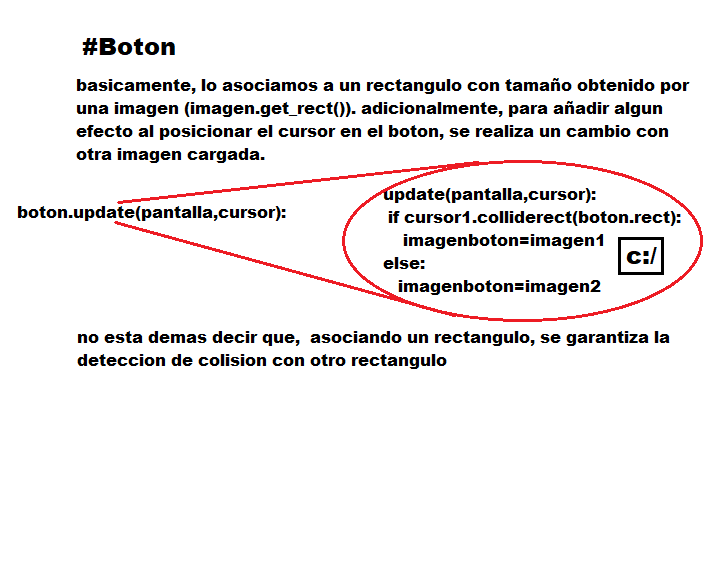 #Boton
basicamente, lo asociamos a un rectangulo con tamaño obtenido por
una imagen (imagen.get_rect()). adicionalmente, para añadir algun
efecto al posicionar el cursor en el boton, se realiza un cambio con
otra imagen cargada.
boton.update(pantalla,cursor):
update(pantalla,cursor):
if cursor1.colliderect(boton.rect):
imagenboton=imagen1
c:/
else:
imagenboton=imagen2
no esta demas decir que, asociando un rectangulo, se garantiza la
deteccion de colision con otro rectangulo